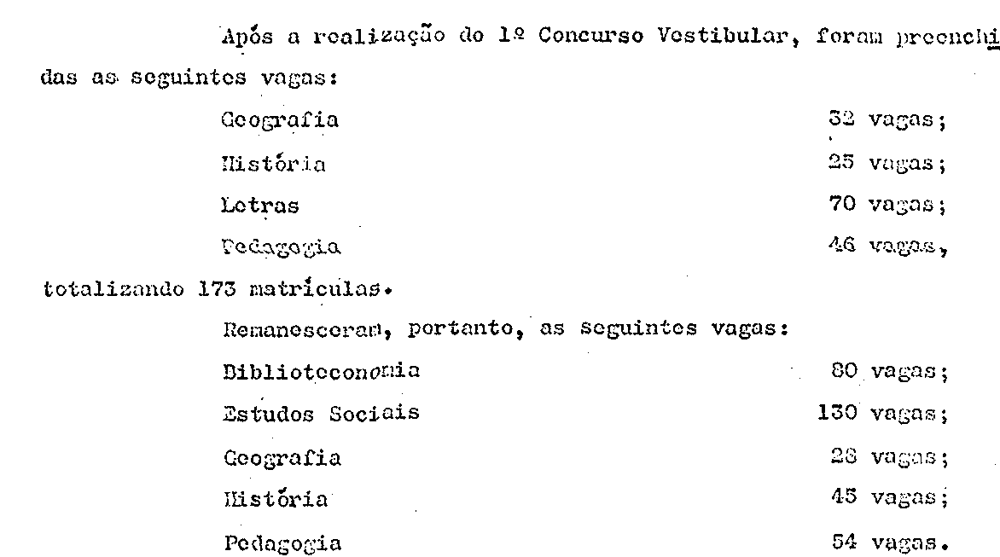 Após a realização do 1º Concurso Vestibular, foram preenchi
das as seguintes vagas:
Geografia 32 vagas;
História 25 vagas;
Letras 70 vagas;
Pedagogia 46 vagas,
totalizando 173 matrículas.
Remanesceram, portanto, as seguintes vagas:
Biblioteconomia 80 vagas;
Estudos Sociais 130 vagas;
Geografia 28 vagas;
História 45 vagas;
Pedagogia 54 vagas.